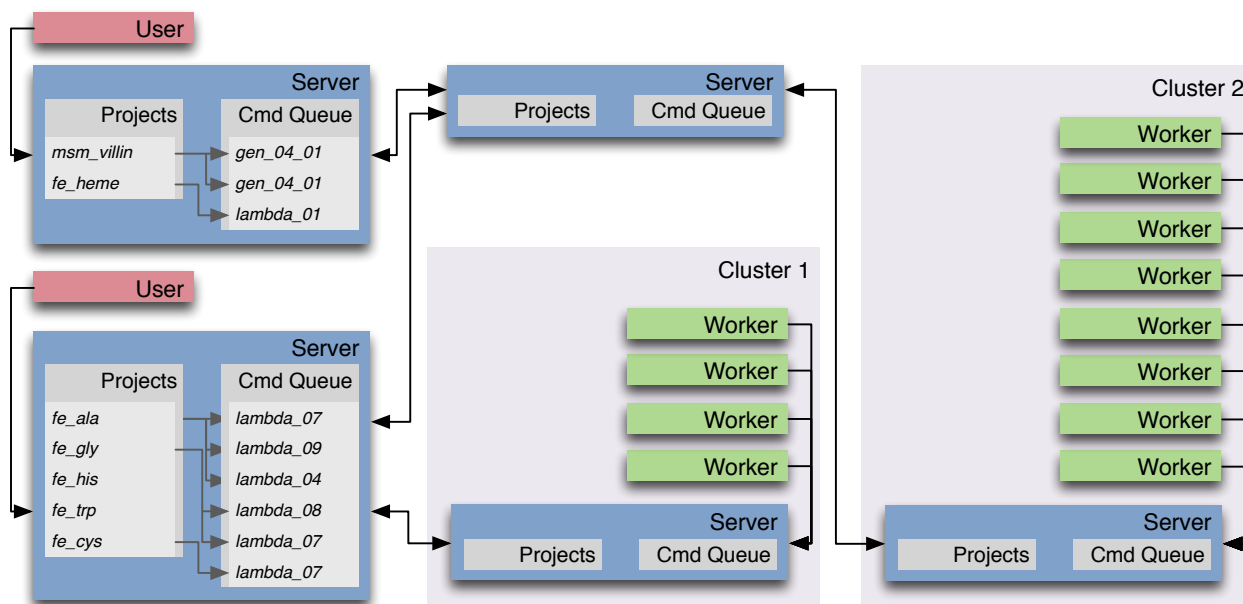 User
Server
Projects
Cmd Queue
msm_villin
gen_04_01
fe_heme
gen_04_01
lambda_01
User
Server
Projects
Cmd Queue
fe_ala
lambda_07
fe_gly
lambda_09
fe_his
lambda_04
fe_trp
lambda_08
fe_cys
lambda_07
lambda_07
Server
Projects
Cmd Queue
Cluster 1
Worker
Worker
Worker
Worker
Server
Projects
Cmd Queue
Cluster 2
Worker
Worker
Worker
Worker
Worker
Worker
Worker
Worker
Server
Projects
Cmd Queue